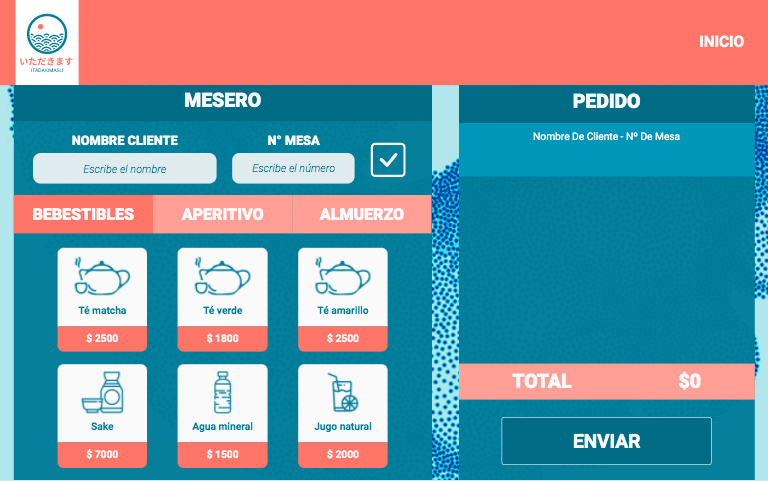 いただきます
ITADAKIMASU
INICIO
MESERO
NOMBRE CLIENTE
N° MESA
Escribe el nombre
Escribe el número
BEBESTIBLES
APERITIVO
ALMUERZO
Té matcha
Té verde
Té amarillo
$ 2500
$ 1800
$ 2500
Sake
Agua mineral
Jugo natural
$ 7000
$ 1500
$ 2000
PEDIDO
Nombre De Cliente - Nº De Mesa
TOTAL
$0
ENVIAR